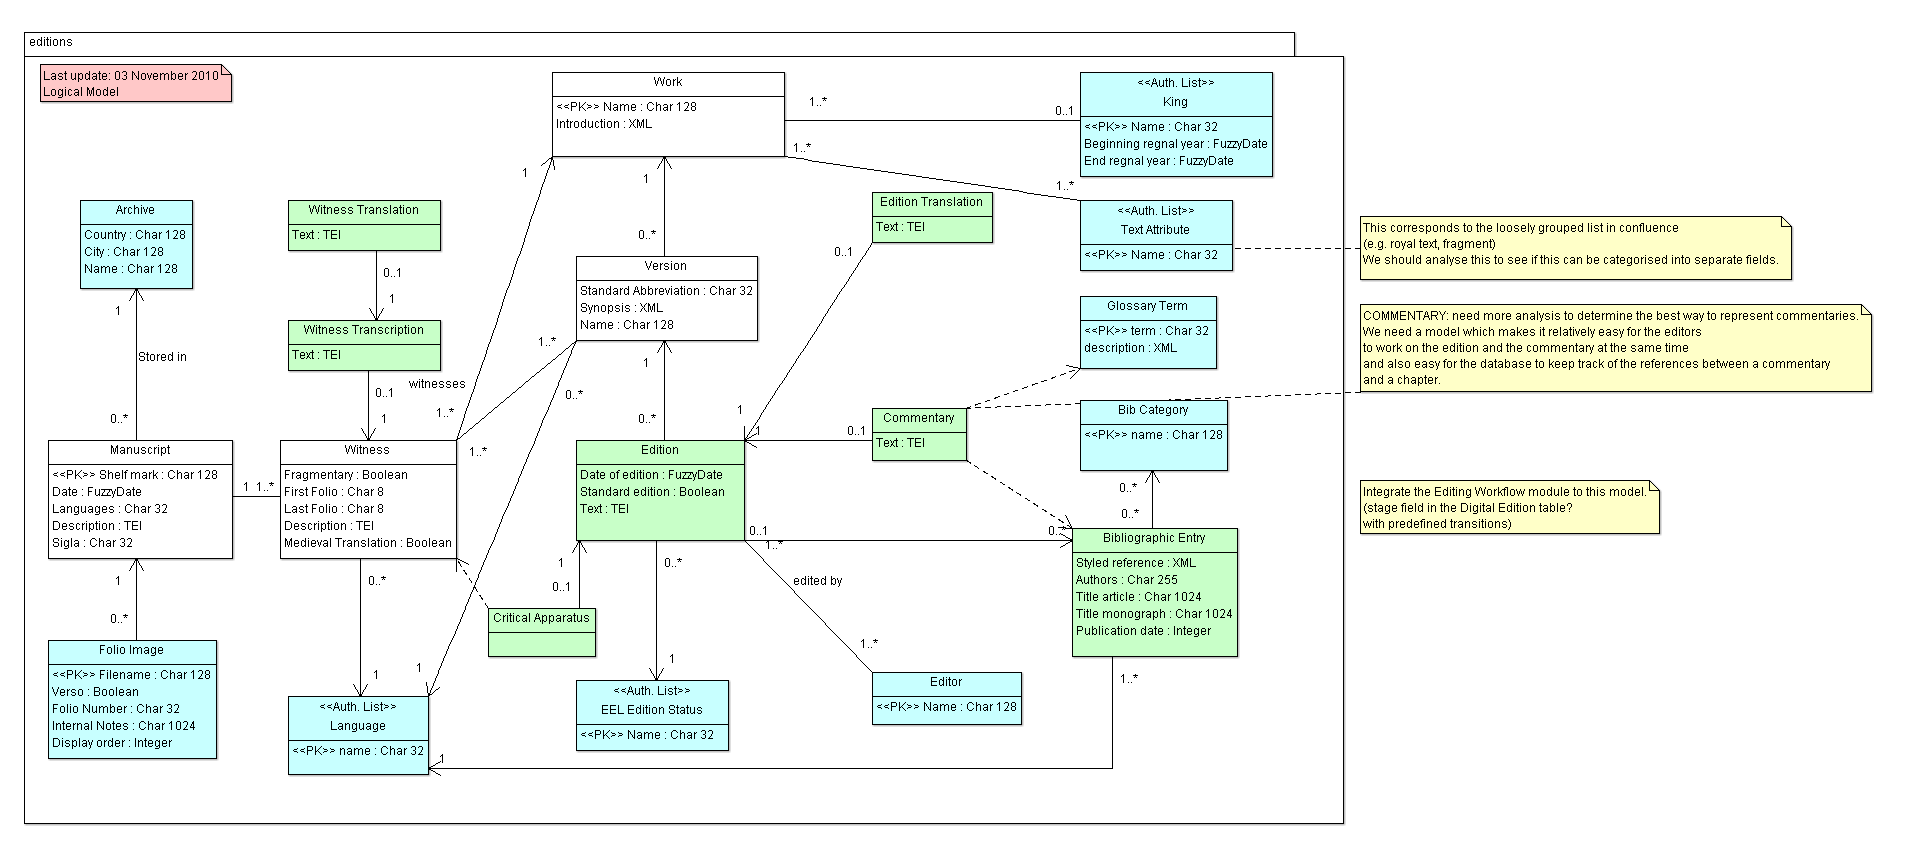 editions
Last update: 03 November 2010
Logical Model
Work
<<PK>> Name : Char 128
Introduction : XML
1..*
0..1
<<Auth. List>>
King
<<PK>> Name : Char 32
Beginning regnal year : FuzzyDate
End regnal year : FuzzyDate
1..*
1..*
1
1
0..*
Archive
Country : Char 128
City : Char 128
Name : Char 128
Witness Translation
Text : TEI
0..1
1
Edition Translation
Text : TEI
0..1
1
<<Auth. List>>
Text Attribute
<<PK>> Name : Char 32
This corresponds to the loosely grouped list in confluence
(e.g. royal text, fragment)
We should analyse this to see if this can be categorised into separate fields.
Version
Standard Abbreviation : Char 32
Synopsis : XML
Name : Char 128
1
Stored in
0..*
Witness Transcription
Text : TEI
0..1
1
witnesses
1..*
1..*
1..*
0..*
1
0..*
Glossary Term
<<PK>> term : Char 32
description : XML
COMMENTARY: need more analysis to determine the best way to represent commentaries.
We need a model which makes it relatively easy for the editors
to work on the edition and the commentary at the same time
and also easy for the database to keep track of the references between a commentary
and a chapter.
Commentary
Text : TEI
0..1
1
Bib Category
<<PK>> name : Char 128
0..*
0..*
Manuscript
<<PK>> Shelf mark : Char 128
Date : FuzzyDate
Languages : Char 32
Description : TEI
Sigla : Char 32
1 1..*
Witness
Fragmentary : Boolean
First Folio : Char 8
Last Folio : Char 8
Description : TEI
Medieval Translation : Boolean
Edition
Date of edition : FuzzyDate
Standard edition : Boolean
Text : TEI
Integrate the Editing Workflow module to this model.
(stage field in the Digital Edition table?
with predefined transitions)
0..1
1..*
Bibliographic Entry
Styled reference : XML
Authors : Char 255
Title article : Char 1024
Title monograph : Char 1024
Publication date : Integer
1
0..*
0..*
1
1
0..1
Critical Apparatus
0..*
1
edited by
1..*
Folio Image
<<PK>> Filename : Char 128
Verso : Boolean
Folio Number : Char 32
Internal Notes : Char 1024
Display order : Integer
<<Auth. List>>
Language
<<PK>> name : Char 32
<<Auth. List>>
EEL Edition Status
<<PK>> Name : Char 32
Editor
<<PK>> Name : Char 128
1..*
1